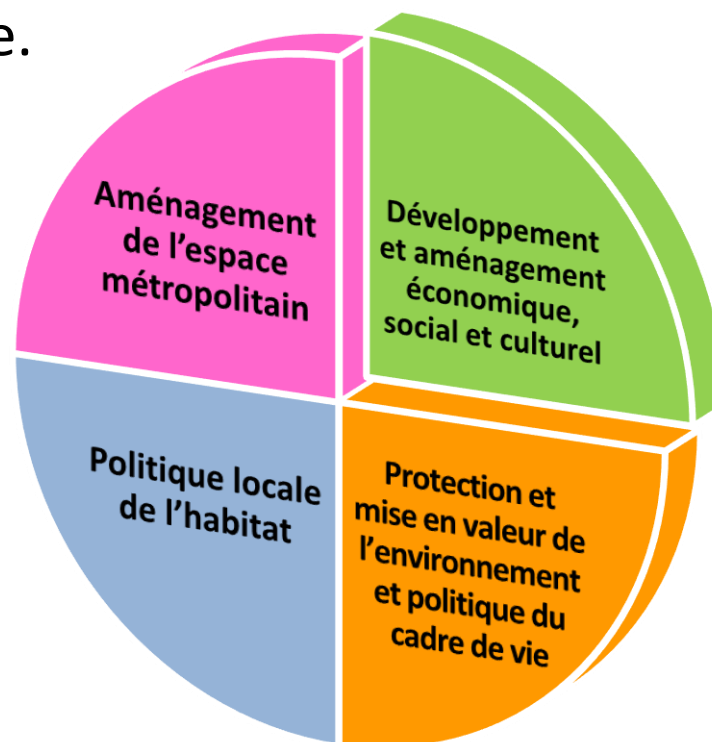 e.
Aménagement
de l’espace
métropolitain
Développement
et aménagement
économique,
social et culturel
Politique locale
de l’habitat
Protection et
mise en valeur de
l’environnement
et politique du
cadre de vie